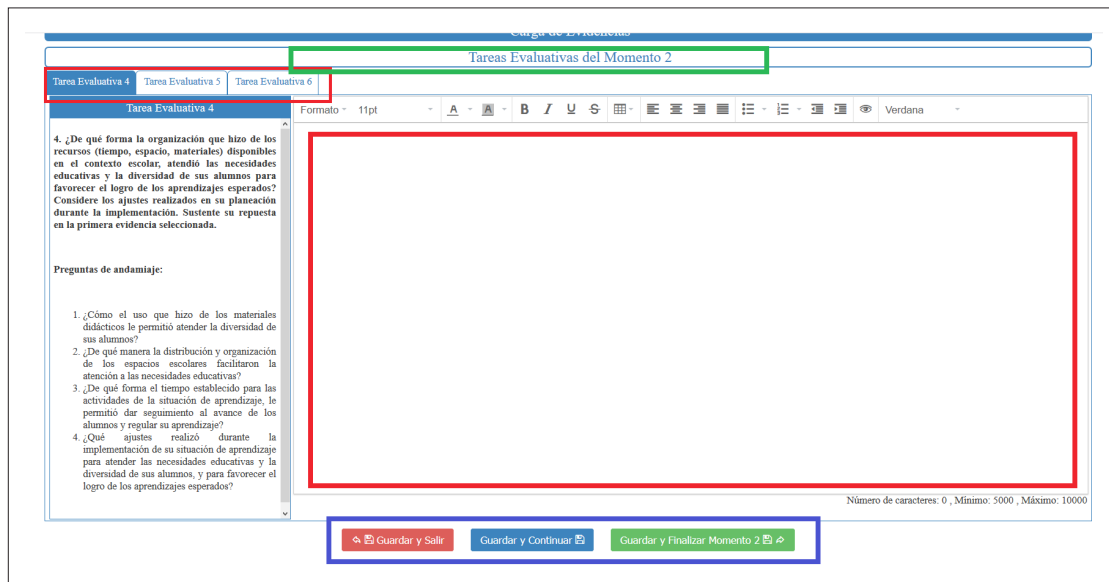 Carga de Evidencias
Tareas Evaluativas del Momento 2
Tarea Evaluativa 4 Tarea Evaluativa 5 Tarea Evaluativa 6
Tarea Evaluativa 4
Formato 11pt A A B I U S Verdana
4. ¿De qué forma la organización que hizo de los
recursos (tiempo, espacio, materiales) disponibles
en el contexto escolar, atendió las necesidades
educativas y la diversidad de sus alumnos para
favorecer el logro de los aprendizajes esperados?
Considere los ajustes realizados en su planeación
durante la implementación. Sustente su repuesta
en la primera evidencia seleccionada.
Preguntas de andamiaje:
1. ¿Cómo el uso que hizo de los materiales
didácticos le permitió atender la diversidad de
sus alumnos?
2. ¿De qué manera la distribución y organización
de los espacios escolares facilitaron la
atención a las necesidades educativas?
3. ¿De qué forma el tiempo establecido para las
actividades de la situación de aprendizaje, le
permitió dar seguimiento al avance de los
alumnos y regular su aprendizaje?
4. ¿Qué ajustes realizó durante la
implementación de su situación de aprendizaje
para atender las necesidades educativas y la
diversidad de sus alumnos, y para favorecer el
logro de los aprendizajes esperados?
Número de caracteres: 0 , Mínimo: 5000 , Máximo: 10000
Guardar y Salir Guardar y Continuar Guardar y Finalizar Momento 2